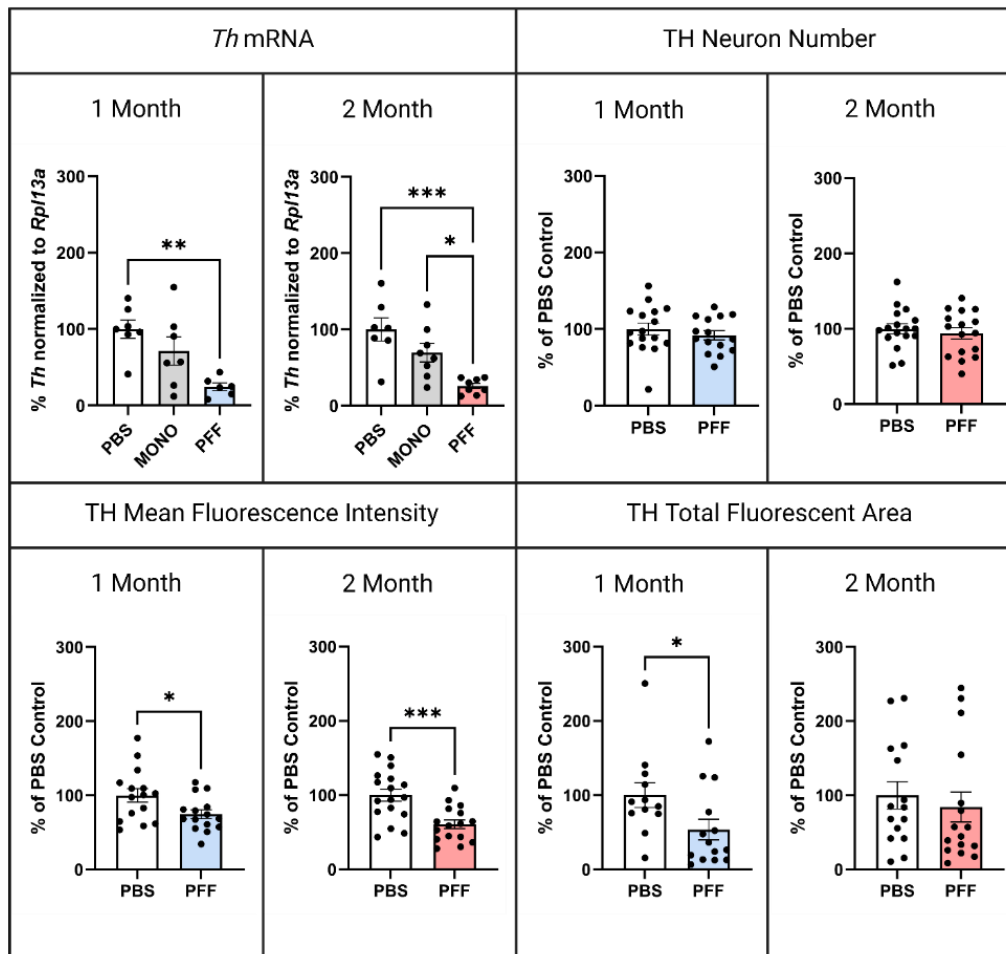 Th mRNA
TH Neuron Number
1 Month
2 Month
1 Month
2 Month
% Th normalized to Rpl13a
300
200
100
0
**
PBS
MONO
PFF
% Th normalized to Rpl13a
300
200
100
0
***
*
PBS
MONO
PFF
% of PBS Control
300
200
100
0
PBS
PFF
% of PBS Control
300
200
100
0
PBS
PFF
TH Mean Fluorescence Intensity
TH Total Fluorescent Area
1 Month
2 Month
1 Month
2 Month
% of PBS Control
300
200
100
0
*
PBS
PFF
% of PBS Control
300
200
100
0
***
PBS
PFF
% of PBS Control
300
200
100
0
*
PBS
PFF
% of PBS Control
300
200
100
0
PBS
PFF